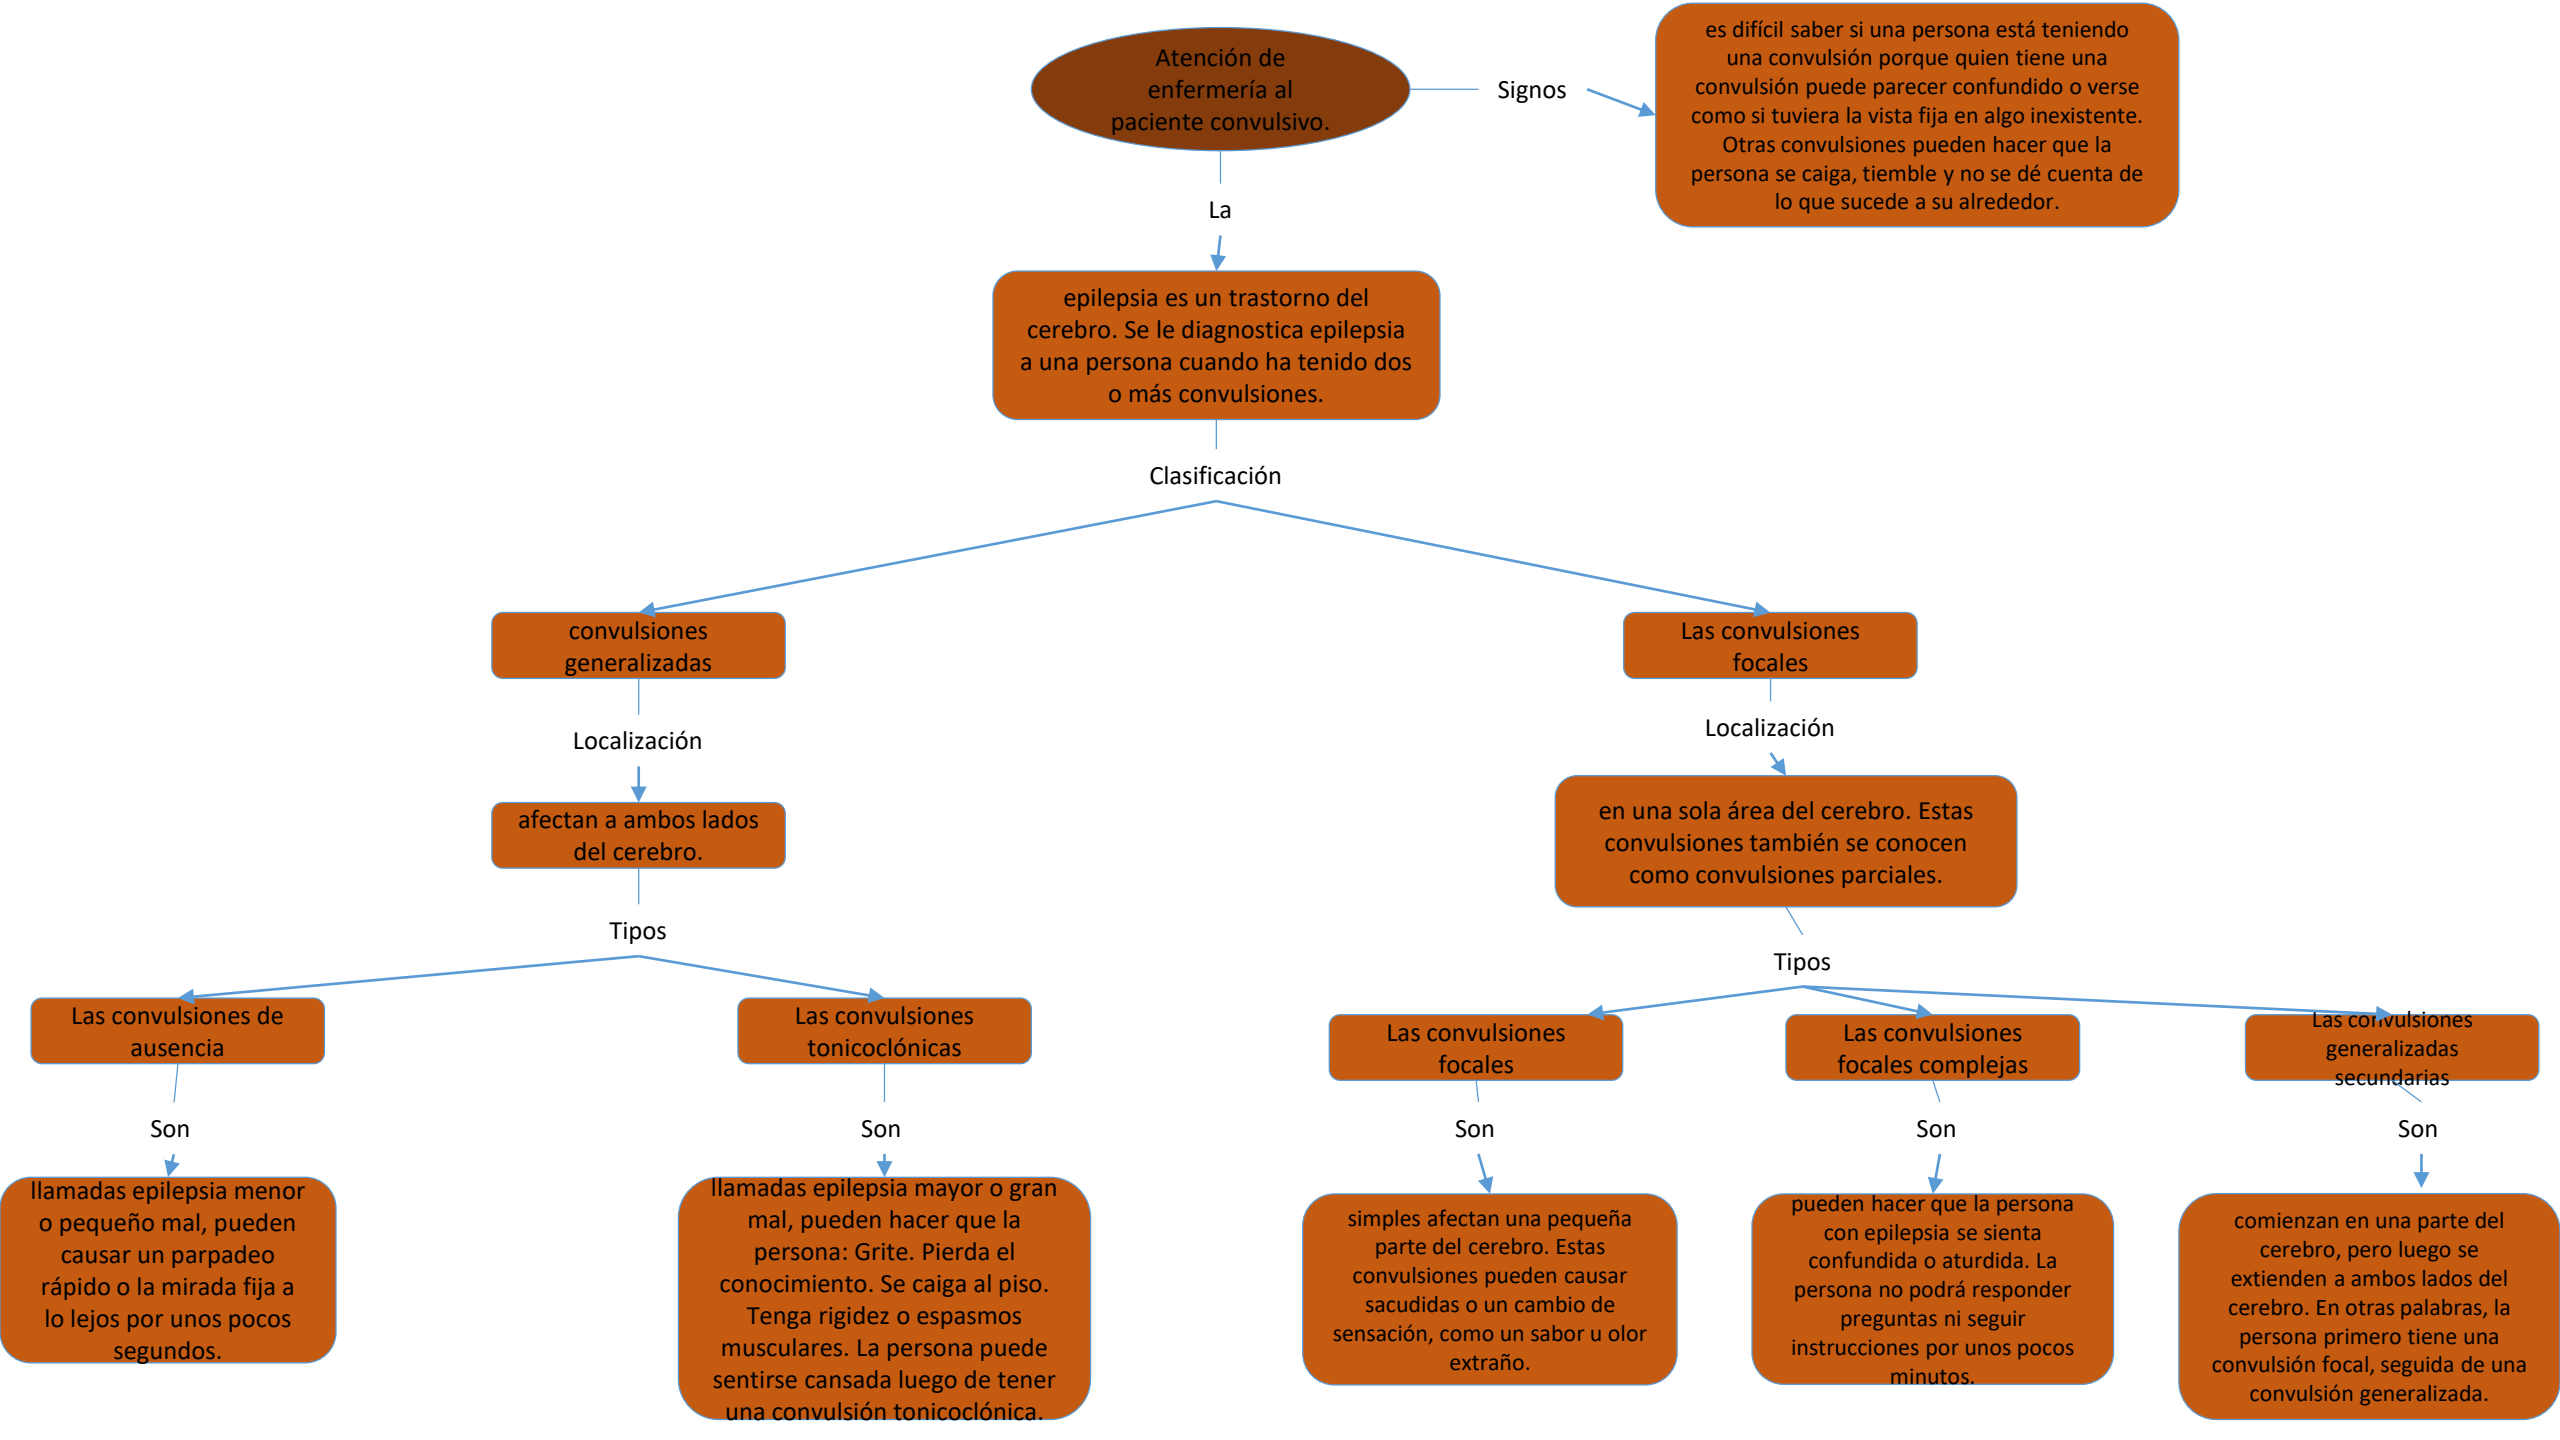 Atención de
enfermería al
paciente convulsivo.
Signos
es difícil saber si una persona está teniendo
una convulsión porque quien tiene una
convulsión puede parecer confundido o verse
como si tuviera la vista fija en algo inexistente.
Otras convulsiones pueden hacer que la
persona se caiga, tiemble y no se dé cuenta de
lo que sucede a su alrededor.
La
epilepsia es un trastorno del
cerebro. Se le diagnostica epilepsia
a una persona cuando ha tenido dos
o más convulsiones.
Clasificación
convulsiones
generalizadas
Localización
afectan a ambos lados
del cerebro.
Tipos
Las convulsiones de
ausencia
Son
llamadas epilepsia menor
o pequeño mal, pueden
causar un parpadeo
rápido o la mirada fija a
lo lejos por unos pocos
segundos.
Las convulsiones
tonicoclónicas
Son
llamadas epilepsia mayor o gran
mal, pueden hacer que la
persona: Grite. Pierda el
conocimiento. Se caiga al piso.
Tenga rigidez o espasmos
musculares. La persona puede
sentirse cansada luego de tener
una convulsión tonicoclónica.
Las convulsiones
focales
Localización
en una sola área del cerebro. Estas
convulsiones también se conocen
como convulsiones parciales.
Tipos
Las convulsiones
focales
Son
simples afectan una pequeña
parte del cerebro. Estas
convulsiones pueden causar
sacudidas o un cambio de
sensación, como un sabor u olor
extraño.
Las convulsiones
focales complejas
Son
pueden hacer que la persona
con epilepsia se sienta
confundida o aturdida. La
persona no podrá responder
preguntas ni seguir
instrucciones por unos pocos
minutos.
Las convulsiones
generalizadas
secundarias
Son
comienzan en una parte del
cerebro, pero luego se
extienden a ambos lados del
cerebro. En otras palabras, la
persona primero tiene una
convulsión focal, seguida de una
convulsión generalizada.